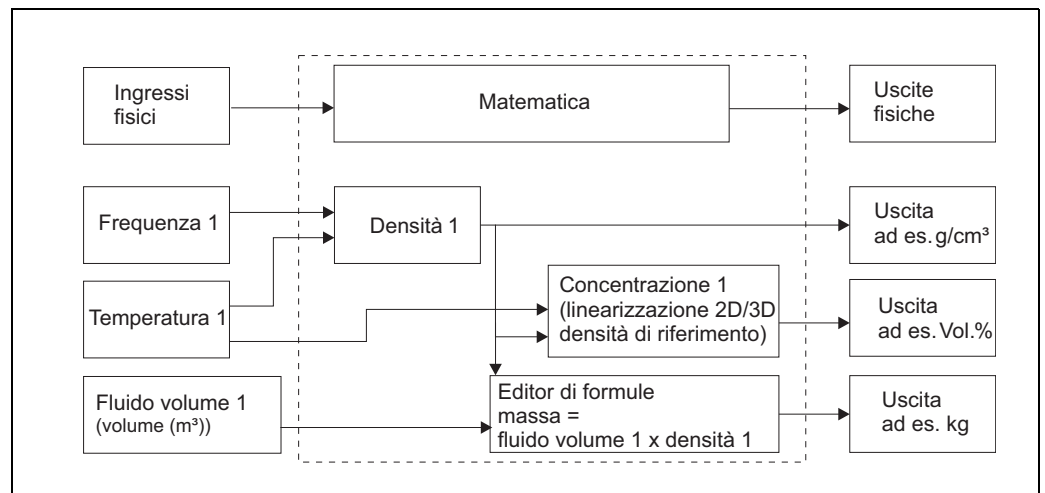 Ingressi
fisici
Matematica
Uscite
fisiche
Frequenza 1
Densità 1
Uscita
ad es. g/cm³
Temperatura 1
Concentrazione 1
(linearizzazione 2D/3D
densità di riferimento)
Uscita
ad es. Vol.%
Fluido volume 1
(volume (m³))
Editor di formule
massa =
fluido volume 1 x densità 1
Uscita
ad es. kg